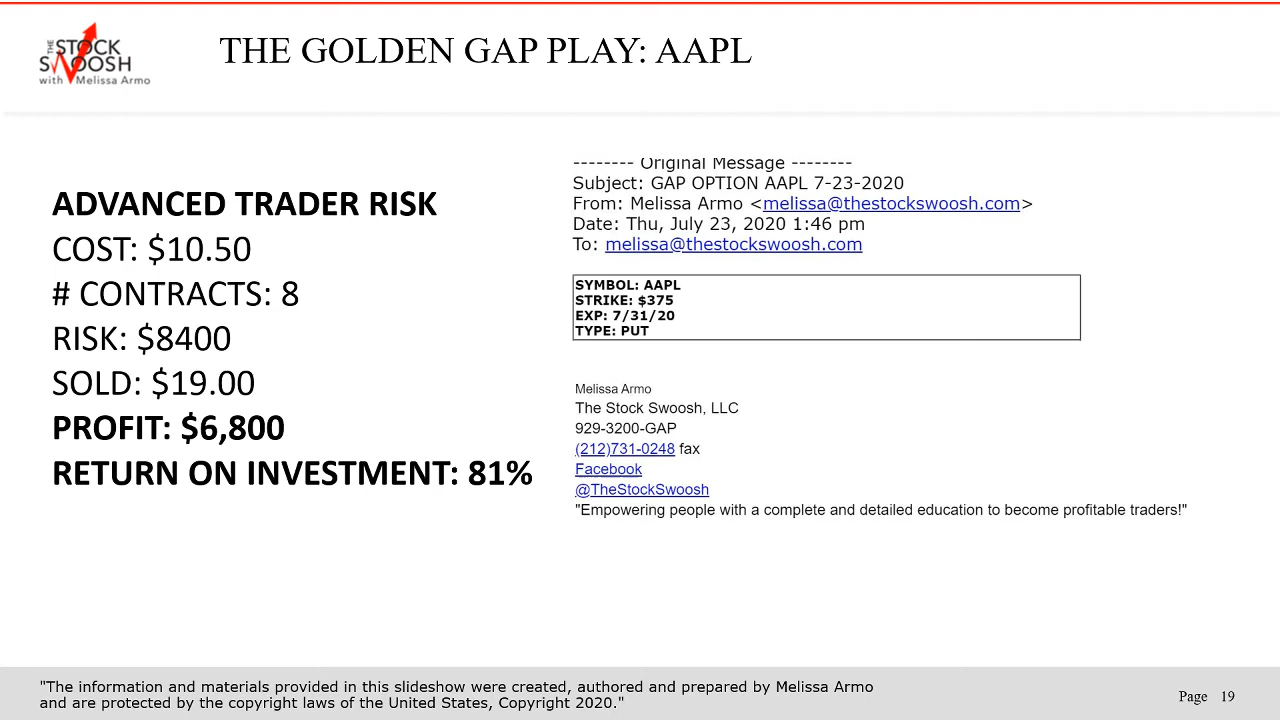 THE
STOCK
SWOOSH
with Melissa Armo
THE GOLDEN GAP PLAY: AAPL
ADVANCED TRADER RISK
COST: $10.50
# CONTRACTS: 8
RISK: $8400
SOLD: $19.00
PROFIT: $6,800
RETURN ON INVESTMENT: 81%
-------- Original Message --------
Subject: GAP OPTION AAPL 7-23-2020
From: Melissa Armo <melissa@thestockswoosh.com>
Date: Thu, July 23, 2020 1:46 pm
To: melissa@thestockswoosh.com
SYMBOL: AAPL
STRIKE: $375
EXP: 7/31/20
TYPE: PUT
Melissa Armo
The Stock Swoosh, LLC
929-3200-GAP
(212)731-0248 fax
Facebook
@TheStockSwoosh
"Empowering people with a complete and detailed education to become profitable traders!"
"The information and materials provided in this slideshow were created, authored and prepared by Melissa Armo
and are protected by the copyright laws of the United States, Copyright 2020."
Page 19